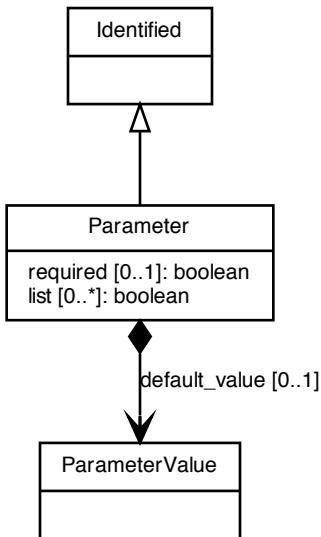 Identified
Parameter
required [0..1]: boolean
list [0..*]: boolean
default_value [0..1]
ParameterValue